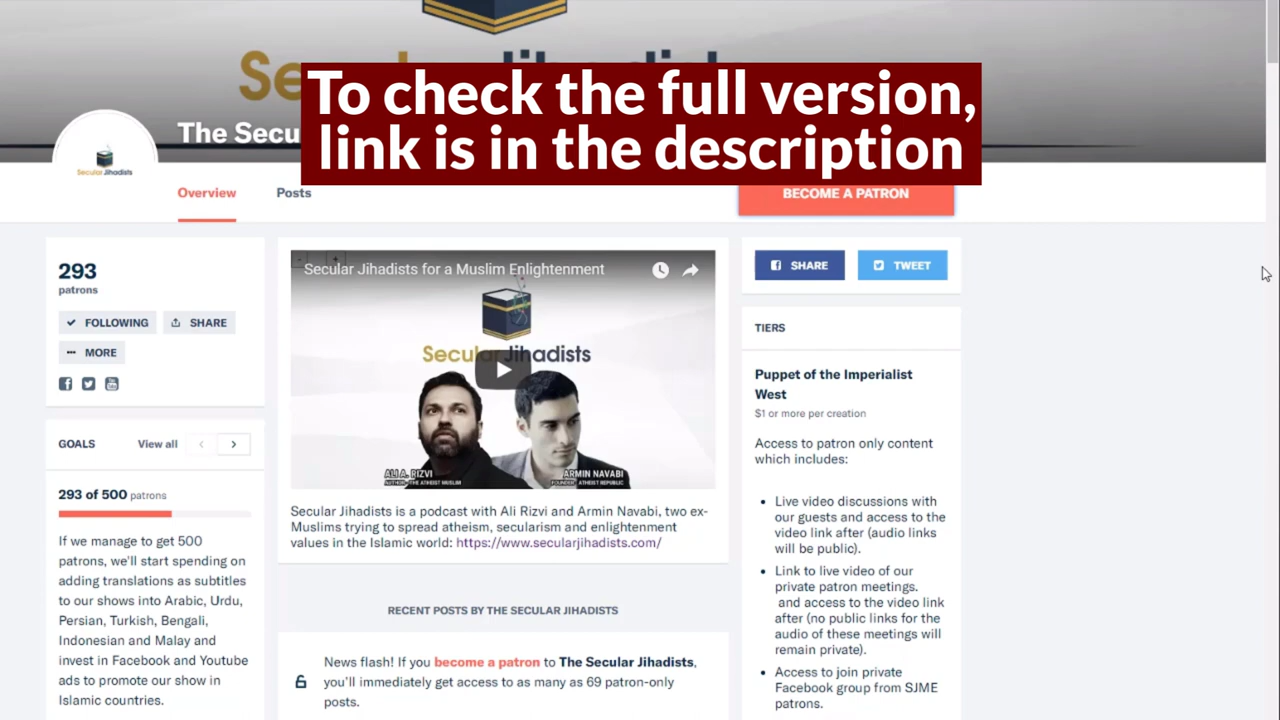 To check the full version,
link is in the description
The Secu
Secular Jihadists
Overview
Posts
BECOME A PATRON
293
patrons
FOLLOWING
SHARE
MORE
GOALS
View all
293 of 500 patrons
If we manage to get 500
patrons, we'll start spending on
adding translations as subtitles
to our shows into Arabic, Urdu,
Persian, Turkish, Bengali,
Indonesian and Malay and
invest in Facebook and Youtube
ads to promote our show in
Islamic countries.
Secular Jihadists for a Muslim Enlightenment
Secular Jihadists
ALI A. RIZVI
AUTHOR - THE ATHEIST MUSLIM
ARMIN NAVABI
FOUNDER - ATHEIST REPUBLIC
Secular Jihadists is a podcast with Ali Rizvi and Armin Navabi, two ex-
Muslims trying to spread atheism, secularism and enlightenment
values in the Islamic world: https://www.secularjihadists.com/
RECENT POSTS BY THE SECULAR JIHADISTS
News flash! If you become a patron to The Secular Jihadists,
you'll immediately get access to as many as 69 patron-only
posts.
SHARE
TWEET
TIERS
Puppet of the Imperialist
West
$1 or more per creation
Access to patron only content
which includes:
• Live video discussions with
our guests and access to the
video link after (audio links
will be public).
• Link to live video of our
private patron meetings.
and access to the video link
after (no public links for the
audio of these meetings will
remain private).
• Access to join private
Facebook group from SJME
patrons.